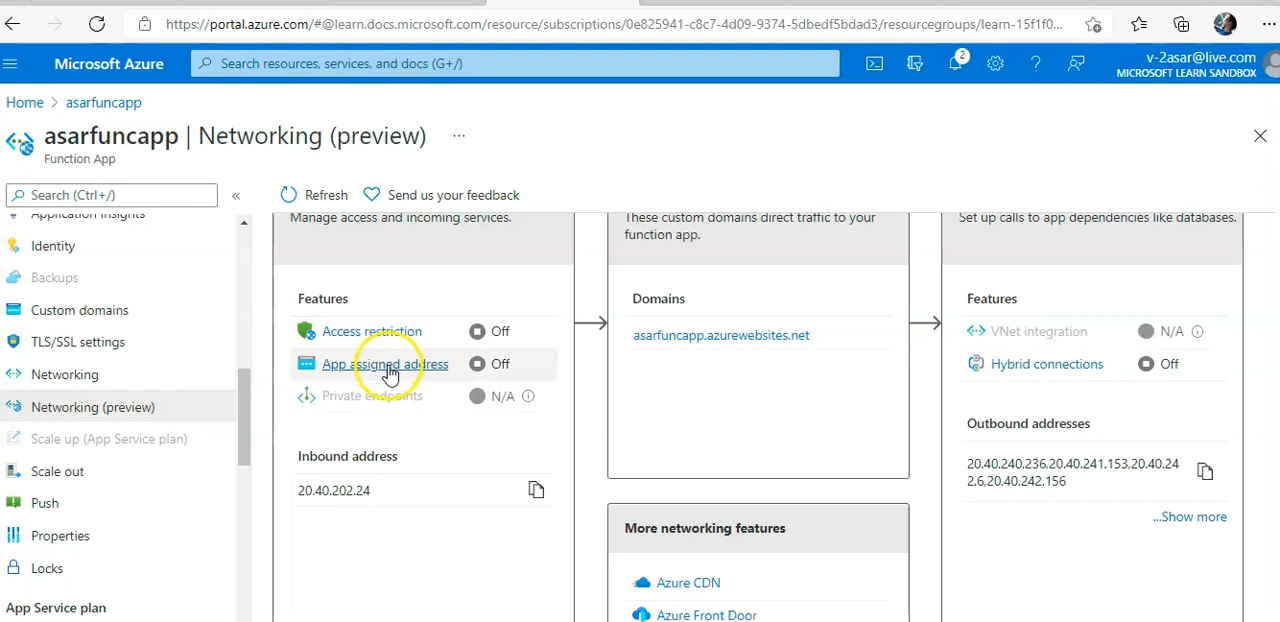 https://portal.azure.com/#@learn.docs.microsoft.com/resource/subscriptions/0e825941-c8c7-4d09-9374-5dbedf5bdad3/resourcegroups/learn-15f1f0...
Microsoft Azure
Search resources, services, and docs (G+/)
2
v-2asar@live.com
MICROSOFT LEARN SANDBOX
Home > asarfuncapp
asarfuncapp | Networking (preview) ...
Function App
Search (Ctrl+/)
«
Refresh
Send us your feedback
Application Insights
Identity
Backups
Custom domains
TLS/SSL settings
Networking
Networking (preview)
Scale up (App Service plan)
Scale out
Push
Properties
Locks
App Service plan
Manage access and incoming services.
Features
Access restriction Off
App assigned address Off
Private endpoints N/A
Inbound address
20.40.202.24
These custom domains direct traffic to your
function app.
Domains
asarfuncapp.azurewebsites.net
More networking features
Azure CDN
Azure Front Door
Set up calls to app dependencies like databases.
Features
VNet integration N/A
Hybrid connections Off
Outbound addresses
20.40.240.236,20.40.241.153,20.40.24
2.6,20.40.242.156
...Show more